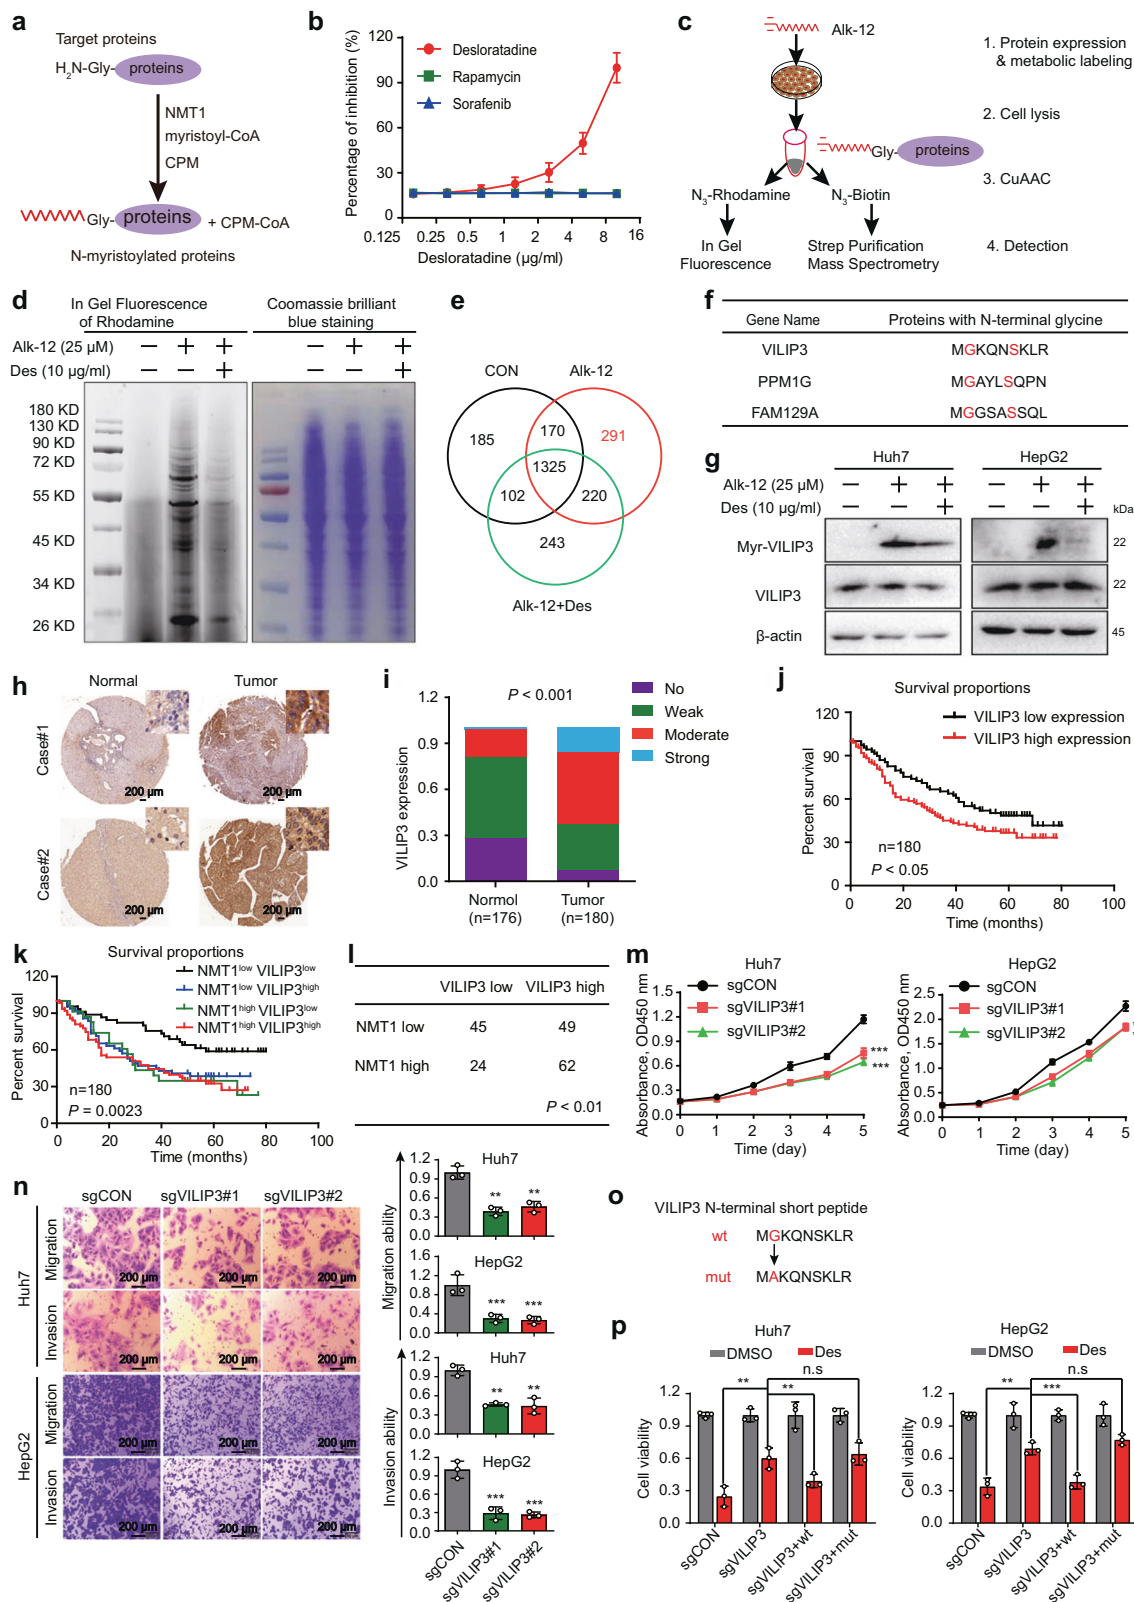 a
Target proteins
H2N-Gly- proteins
NMT1
myristoyl-CoA
CPM
Gly- proteins + CPM-CoA
N-myristoylated proteins
b
Percentage of inhibition (%)
120
90
60
30
0
Desloratadine
Rapamycin
Sorafenib
0.125 0.25 0.5 1 2 4 8 16
Desloratadine (µg/ml)
c
Alk-12
Gly- proteins
N3-Rhodamine
N3-Biotin
In Gel
Fluorescence
Strep Purification
Mass Spectrometry
1. Protein expression
& metabolic labeling
2. Cell lysis
3. CuAAC
4. Detection
d
In Gel Fluorescence
of Rhodamine
Coomassie brilliant
blue staining
Alk-12 (25 µM) — + + — + +
Des (10 µg/ml) — — + — — +
180 KD
130 KD
90 KD
72 KD
55 KD
45 KD
34 KD
26 KD
e
CON
Alk-12
185
170
291
1325
102
220
243
Alk-12+Des
f
Gene Name Proteins with N-terminal glycine
VILIP3 MGKQNSKLR
PPM1G MGAYLSQPN
FAM129A MGGSASSQL
g
Huh7 HepG2
Alk-12 (25 µM) — + + — + +
Des (10 µg/ml) — — + — — +
kDa
Myr-VILIP3 22
VILIP3 22
β-actin 45
h
Normal Tumor
Case#1
200 µm 200 µm
Case#2
200 µm 200 µm
i
VILIP3 expression
1.2
0.9
0.6
0.3
0.0
P < 0.001
No
Weak
Moderate
Strong
Normol
(n=176)
Tumor
(n=180)
j
Survival proportions
Percent survival
120
90
60
30
0
VILIP3 low expression
VILIP3 high expression
n=180
P < 0.05
0 20 40 60 80 100
Time (months)
k
Survival proportions
Percent survival
120
90
60
30
0
NMT1low VILIP3low
NMT1low VILIP3high
NMT1high VILIP3low
NMT1high VILIP3high
n=180
P = 0.0023
0 20 40 60 80 100
Time (months)
l
VILIP3 low VILIP3 high
NMT1 low 45 49
NMT1 high 24 62
P < 0.01
m
Huh7
Absorbance, OD450 nm
1.5
1.2
0.9
0.6
0.3
0.0
sgCON
sgVILIP3#1
sgVILIP3#2
***
***
0 1 2 3 4 5
Time (day)
HepG2
Absorbance, OD450 nm
2.5
2.0
1.5
1.0
0.5
0.0
sgCON
sgVILIP3#1
sgVILIP3#2
0 1 2 3 4 5
Time (day)
n
sgCON sgVILIP3#1 sgVILIP3#2
Huh7
Migration
200 µm 200 µm 200 µm
Invasion
200 µm 200 µm 200 µm
HepG2
Migration
200 µm 200 µm 200 µm
Invasion
200 µm 200 µm 200 µm
Migration ability
Huh7
1.2
0.9
0.6
0.3
0.0
** **
HepG2
1.6
1.2
0.8
0.4
0.0
*** ***
Invasion ability
Huh7
1.2
0.9
0.6
0.3
0.0
** **
HepG2
1.2
0.9
0.6
0.3
0.0
*** ***
sgCON sgVILIP3#1 sgVILIP3#2
o
VILIP3 N-terminal short peptide
wt MGKQNSKLR
mut MAKQNSKLR
p
Huh7
DMSO Des
n.s
** **
Cell viability
1.2
0.9
0.6
0.3
0.0
sgCON sgVILIP3 sgVILIP3+wt sgVILIP3+mut
HepG2
DMSO Des
n.s
** ***
Cell viability
1.2
0.9
0.6
0.3
0.0
sgCON sgVILIP3 sgVILIP3+wt sgVILIP3+mut